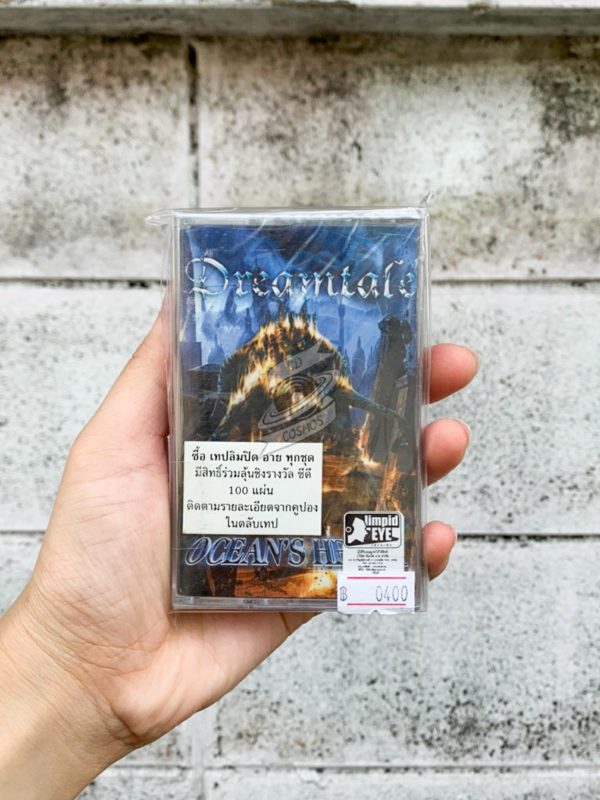 Dreamtale
COSMOS
ซื้อ เทปลิมปิด อาย ทุกชุด
มีสิทธิ์ร่วมลุ้นชิงรางวัล ซีดี
100 แผ่น
ติดตามรายละเอียดจากคูปอง
ในตลับเทป
limpid
EYE
OCEAN'S
฿ 0400